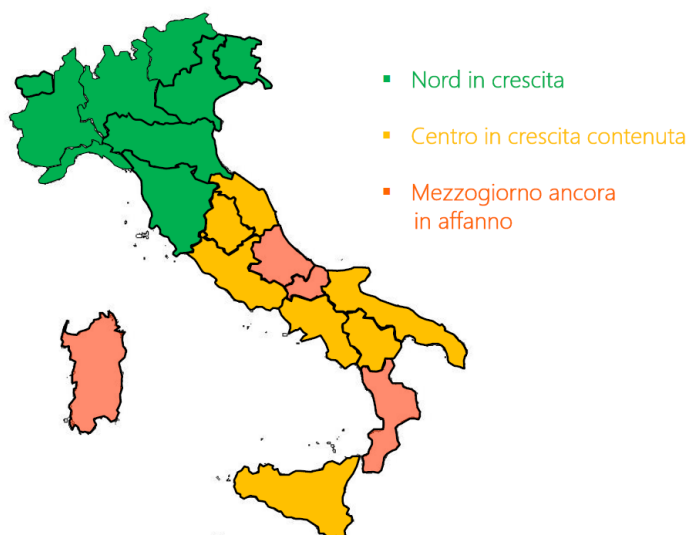 ▪ Nord in crescita
▪ Centro in crescita contenuta
▪ Mezzogiorno ancora
in affanno